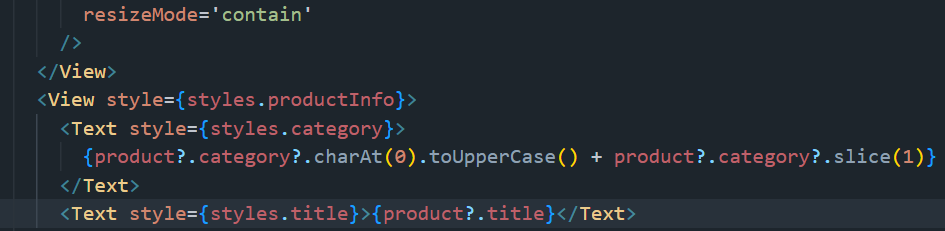 resizeMode='contain'
/>
</View>
<View style={styles.productInfo}>
<Text style={styles.category}>
{product?.category?.charAt(0).toUpperCase() + product?.category?.slice(1)}
</Text>
<Text style={styles.title}>{product?.title}</Text>